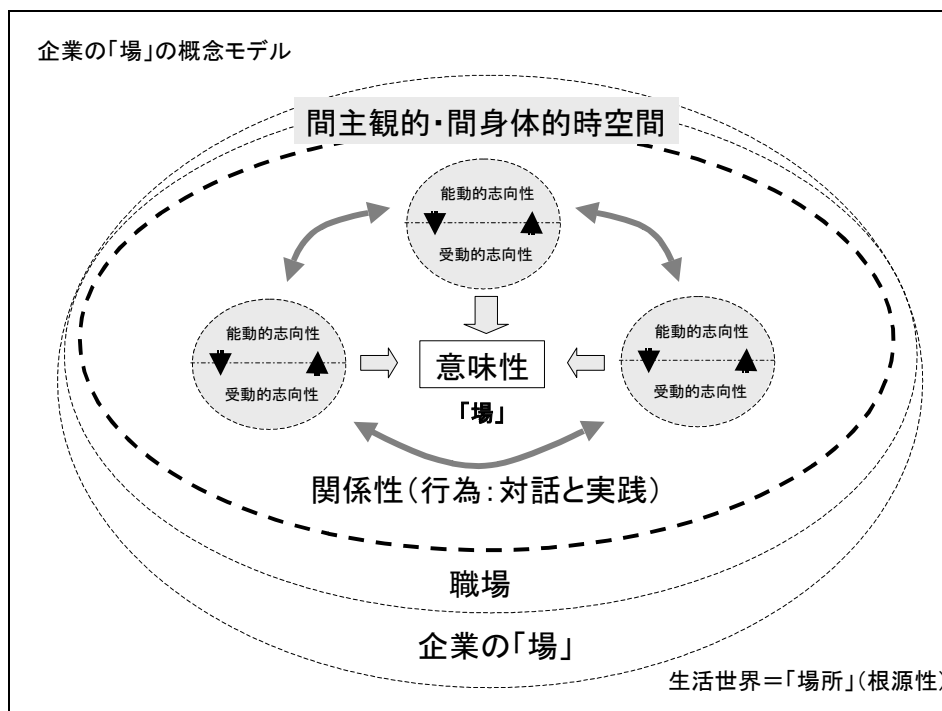 企業の「場」の概念モデル
間主観的・間身体的時空間
能動的志向性
受動的志向性
能動的志向性
受動的志向性
意味性
「場」
能動的志向性
受動的志向性
関係性(行為:対話と実践)
職場
企業の「場」
生活世界=「場所」(根源性)